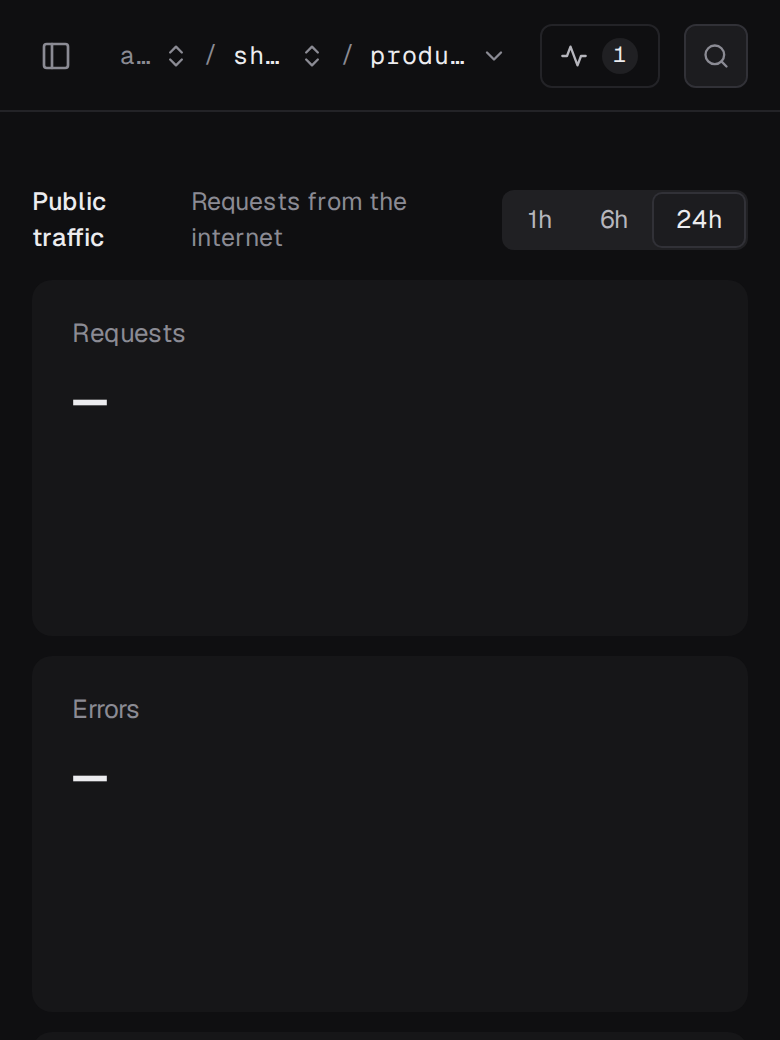 a… / sh… / produ… 1
Public traffic
Requests from the internet
1h 6h 24h
Requests
—
Errors
—